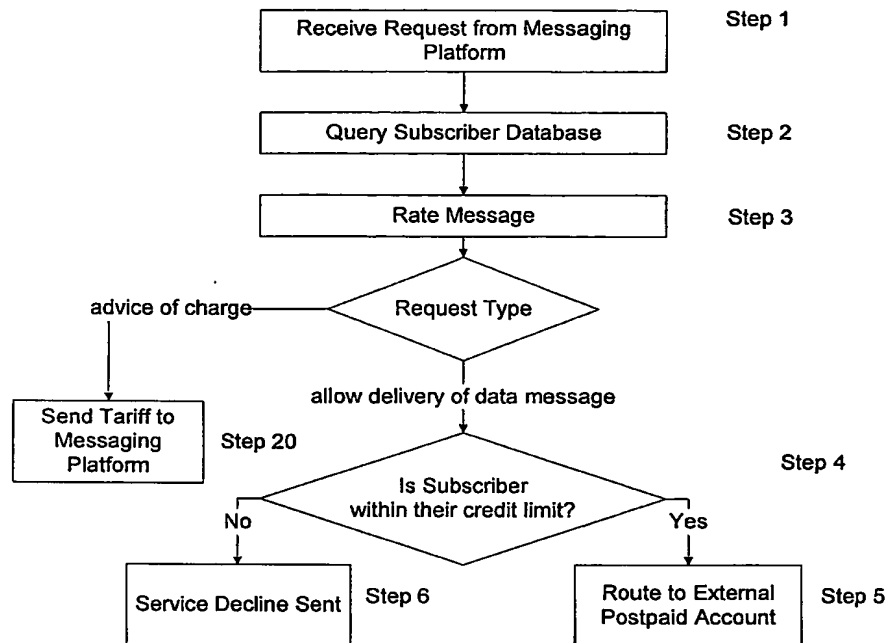 Receive Request from Messaging
Platform
Step 1
Query Subscriber Database
Step 2
Rate Message
Step 3
Request Type
advice of charge
allow delivery of data message
Send Tariff to
Messaging
Platform
Step 20
Step 4
Is Subscriber
within their credit limit?
No
Yes
Service Decline Sent
Step 6
Route to External
Postpaid Account
Step 5